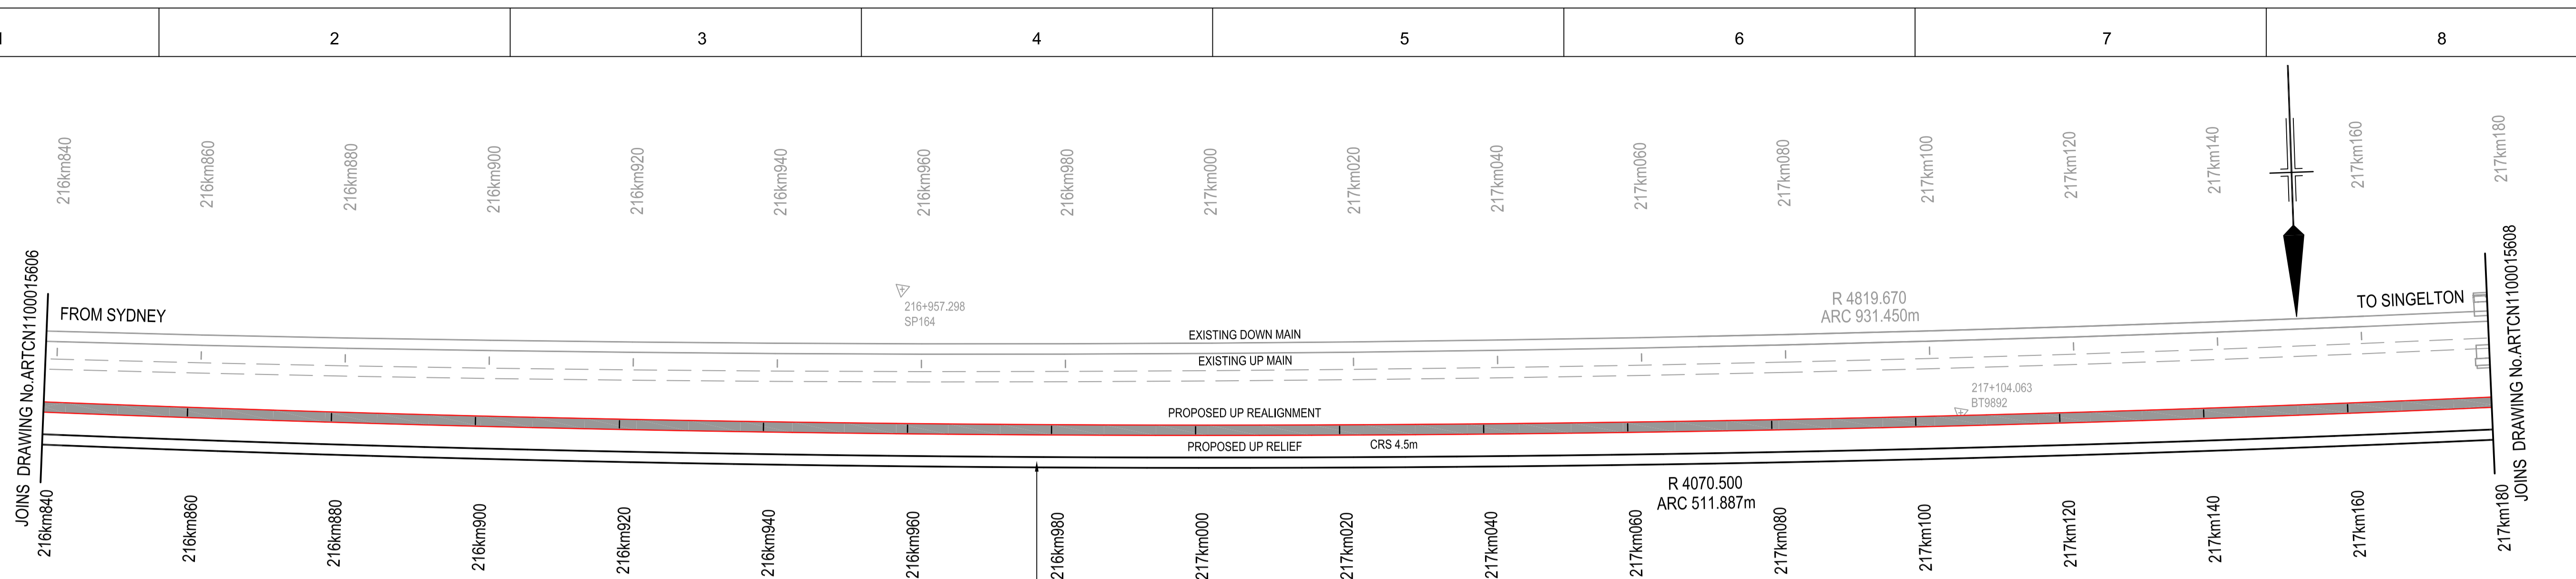 2
3
4
5
6
7
8
216km840
216km860
216km880
216km900
216km920
216km940
216km960
216km980
217km000
217km020
217km040
217km060
217km080
217km100
217km120
217km140
217km160
217km180
JOINS DRAWING No.ARTCN1100015606
FROM SYDNEY
216+957.298
SP164
EXISTING DOWN MAIN
EXISTING UP MAIN
R 4819.670
ARC 931.450m
TO SINGELTON
JOINS DRAWING No.ARTCN1100015608
217+104.063
BT9892
PROPOSED UP REALIGNMENT
PROPOSED UP RELIEF
CRS 4.5m
R 4070.500
ARC 511.887m
216km840
216km860
216km880
216km900
216km920
216km940
216km960
216km980
217km000
217km020
217km040
217km060
217km080
217km100
217km120
217km140
217km160
217km180